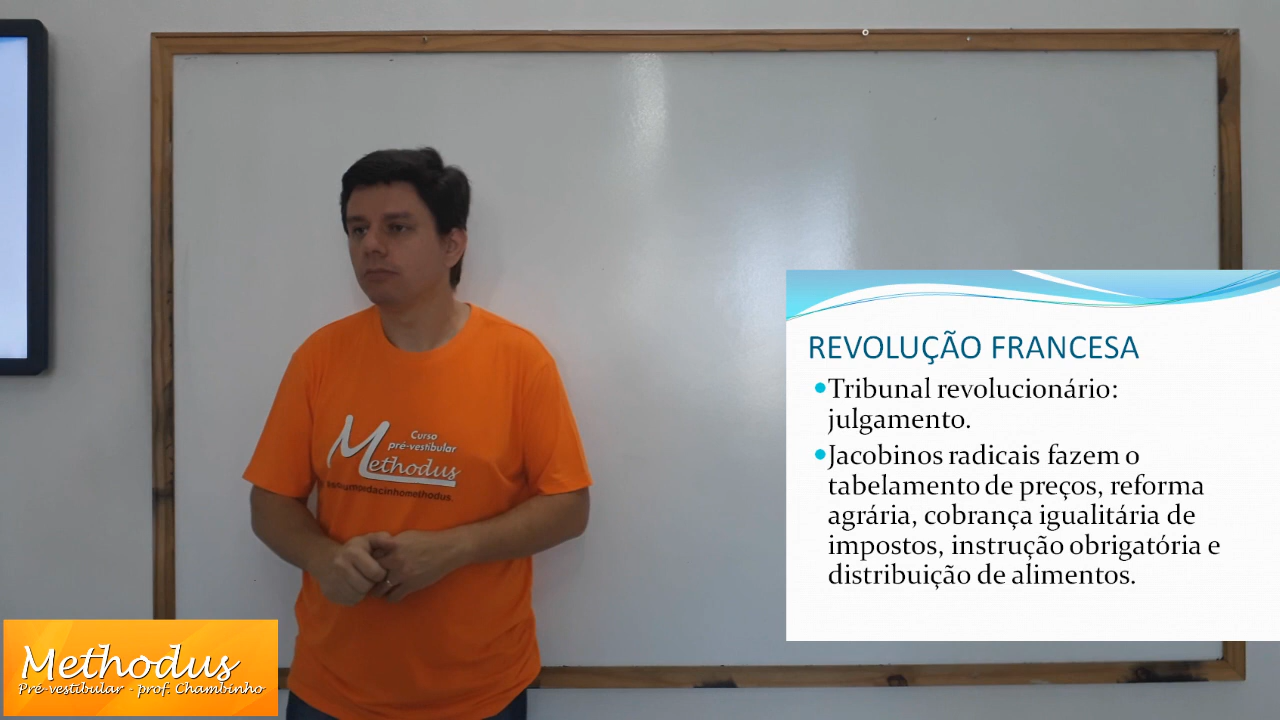 Curso
pré-vestibular
Methodus
REVOLUÇÃO FRANCESA
•Tribunal revolucionário:
julgamento.
•Jacobinos radicais fazem o
tabelamento de preços, reforma
agrária, cobrança igualitária de
impostos, instrução obrigatória e
distribuição de alimentos.
Methodus
Pré-vestibular - prof. Chambinho